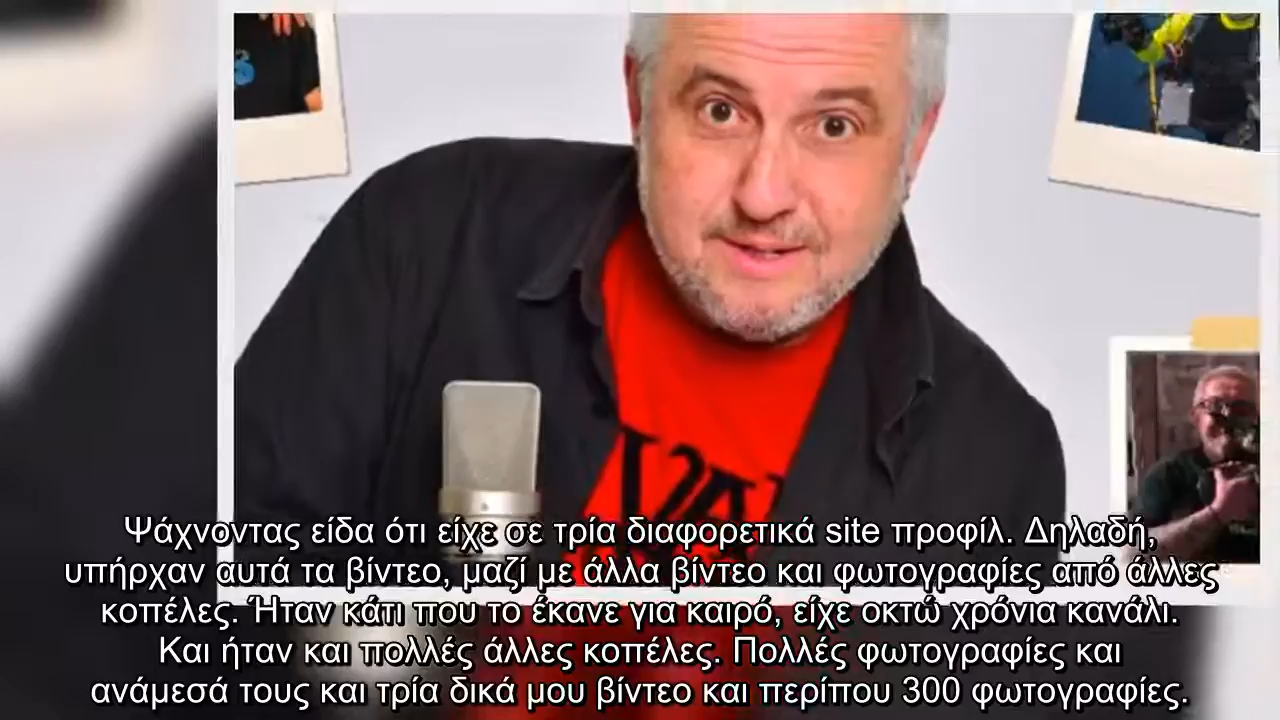 VAN
Ψάχνοντας είδα ότι είχε σε τρία διαφορετικά site προφίλ. Δηλαδή,
υπήρχαν αυτά τα βίντεο, μαζί με άλλα βίντεο και φωτογραφίες από άλλες
κοπέλες. Ήταν κάτι που το έκανε για καιρό, είχε οκτώ χρόνια κανάλι.
Και ήταν και πολλές άλλες κοπέλες. Πολλές φωτογραφίες και
ανάμεσά τους και τρία δικά μου βίντεο και περίπου 300 φωτογραφίες.